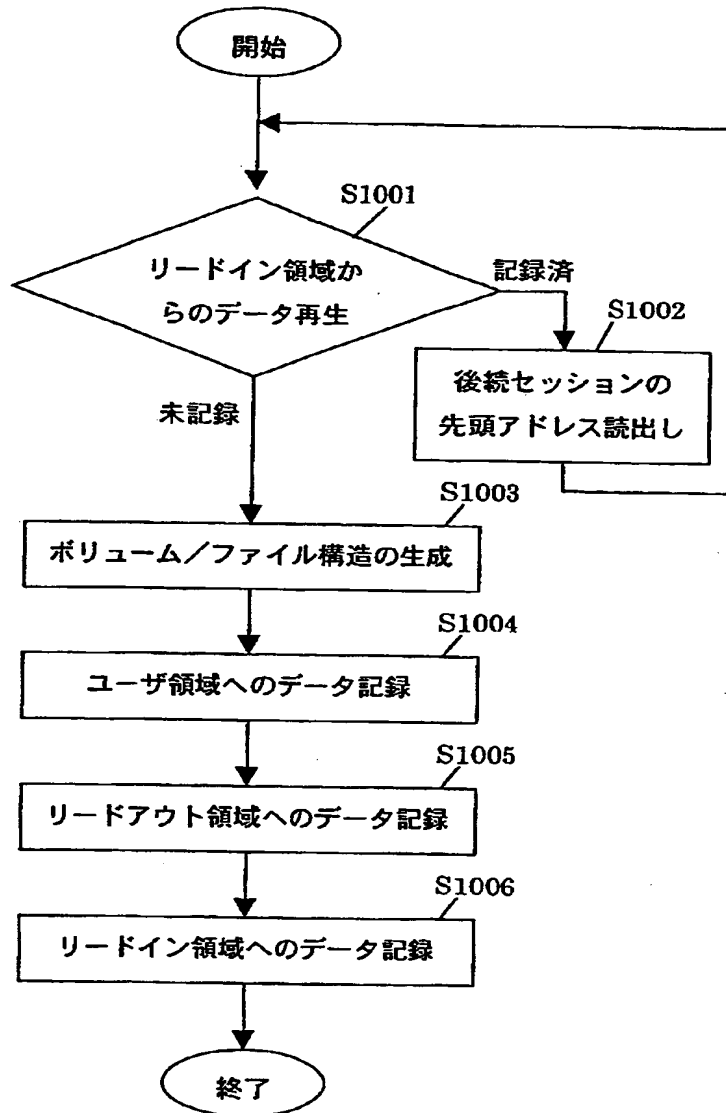 開始
S1001
リードイン領域か
らのデータ再生
記録済
S1002
後続セッションの
先頭アドレス読出し
未記録
S1003
ボリューム／ファイル構造の生成
S1004
ユーザ領域へのデータ記録
S1005
リードアウト領域へのデータ記録
S1006
リードイン領域へのデータ記録
終了